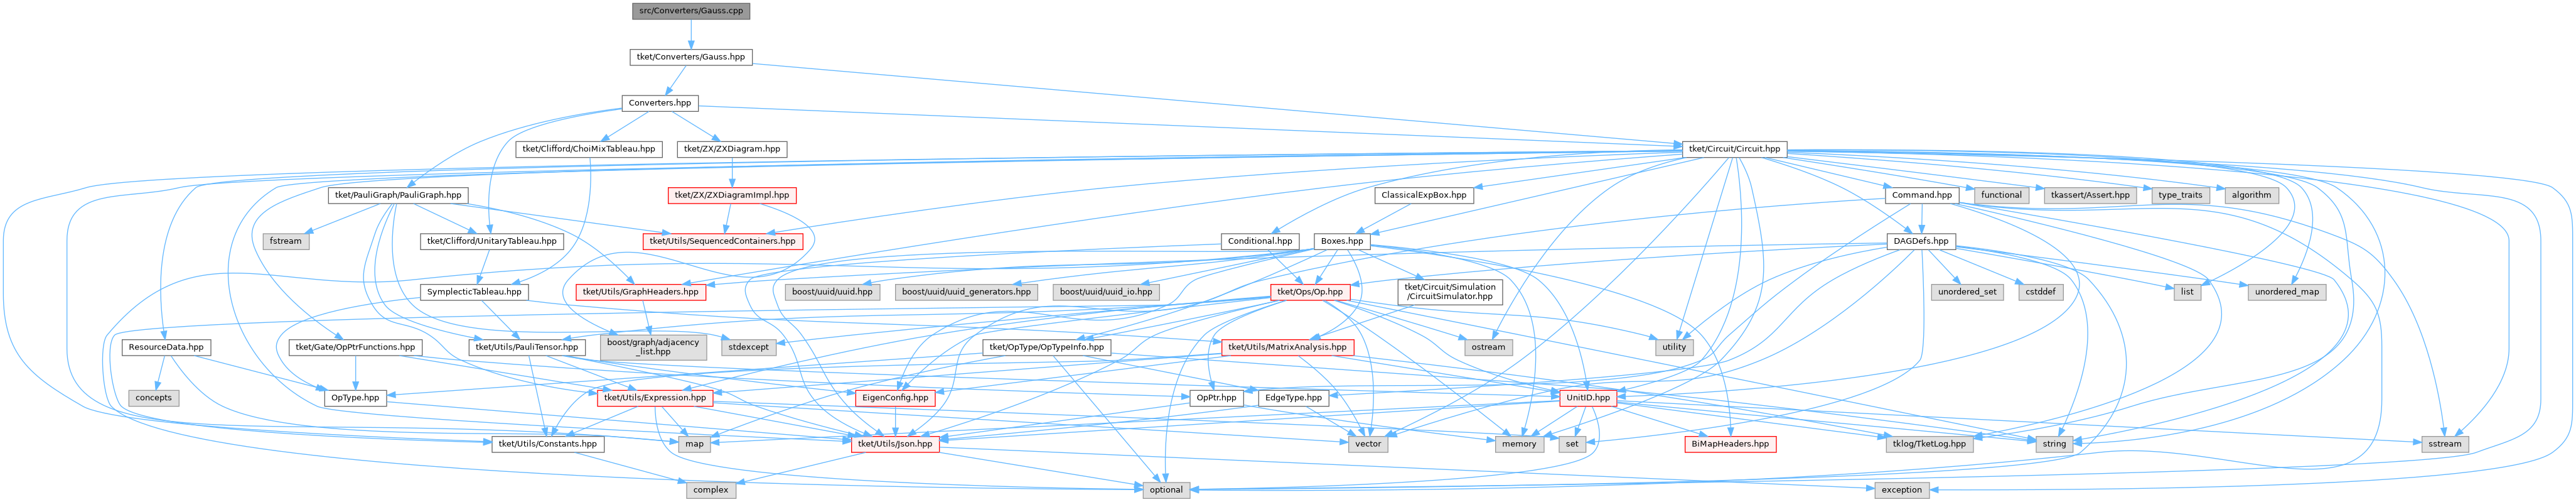 src/Converters/Gauss.cpp
tket/Converters/Gauss.hpp
Converters.hpp
tket/Clifford/ChoiMixTableau.hpp
tket/ZX/ZXDiagram.hpp
tket/Circuit/Circuit.hpp
tket/PauliGraph/PauliGraph.hpp
tket/ZX/ZXDiagramImpl.hpp
ClassicalExpBox.hpp
Command.hpp
functional
tkassert/Assert.hpp
type_traits
algorithm
fstream
tket/Clifford/UnitaryTableau.hpp
tket/Utils/SequencedContainers.hpp
Conditional.hpp
Boxes.hpp
DAGDefs.hpp
SymplecticTableau.hpp
tket/Utils/GraphHeaders.hpp
boost/uuid/uuid.hpp
boost/uuid/uuid_generators.hpp
boost/uuid/uuid_io.hpp
tket/Ops/Op.hpp
tket/Circuit/Simulation
/CircuitSimulator.hpp
unordered_set
cstddef
list
unordered_map
ResourceData.hpp
tket/Gate/OpPtrFunctions.hpp
tket/Utils/PauliTensor.hpp
boost/graph/adjacency
_list.hpp
stdexcept
tket/OpType/OpTypeInfo.hpp
tket/Utils/MatrixAnalysis.hpp
ostream
utility
concepts
OpType.hpp
tket/Utils/Expression.hpp
EigenConfig.hpp
OpPtr.hpp
EdgeType.hpp
UnitID.hpp
tket/Utils/Constants.hpp
map
tket/Utils/Json.hpp
vector
memory
set
BiMapHeaders.hpp
tklog/TketLog.hpp
string
sstream
complex
optional
exception